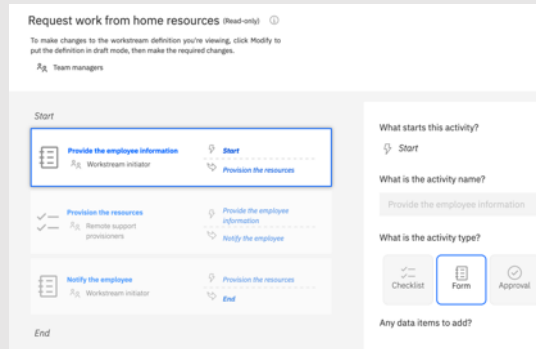 Request work from home resources (Read-only)
To make changes to the workstream definition you're viewing, click Modify to
put the definition in draft mode, then make the required changes.
Team managers
Start
Provide the employee information
Workstream initiator
Start
Provision the resources
Provision the resources
Remote support
provisioners
Provide the employee
information
Notify the employee
Notify the employee
Workstream initiator
Provision the resources
End
End
What starts this activity?
Start
What is the activity name?
Provide the employee information
What is the activity type?
Checklist
Form
Approval
Any data items to add?